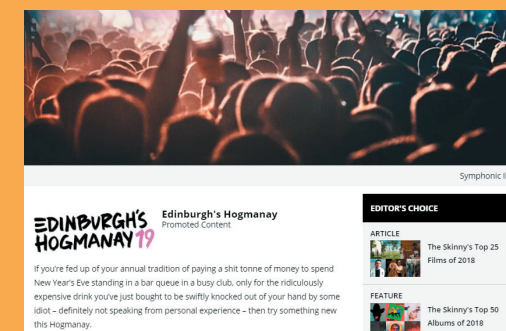 Symphonic I
EDINBURGH'S
HOGMANAY 19
Edinburgh's Hogmanay
Promoted Content
If you're fed up of your annual tradition of paying a shit tonne of money to spend
New Year's Eve standing in a bar queue in a busy club, only for the ridiculously
expensive drink you've just bought to be swiftly knocked out of your hand by some
idiot – definitely not speaking from personal experience – then try something new
this Hogmanay.
EDITOR'S CHOICE
ARTICLE
The Skinny's Top 25
Films of 2018
FEATURE
The Skinny's Top 50
Albums of 2018